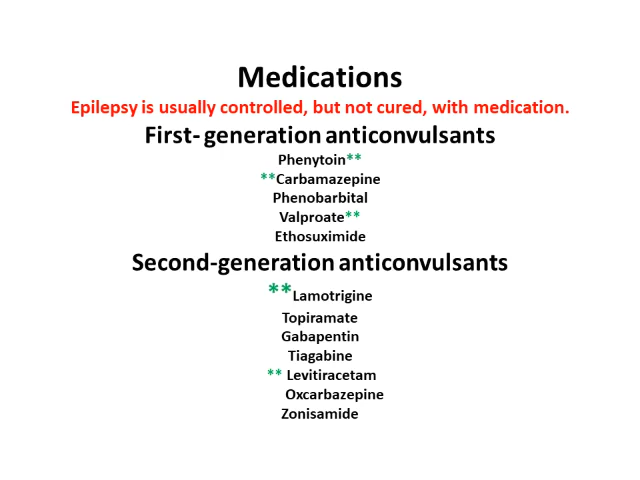 Medications
Epilepsy is usually controlled, but not cured, with medication.
First- generation anticonvulsants
Phenytoin**
**Carbamazepine
Phenobarbital
Valproate**
Ethosuximide
Second-generation anticonvulsants
**Lamotrigine
Topiramate
Gabapentin
Tiagabine
** Levitiracetam
Oxcarbazepine
Zonisamide